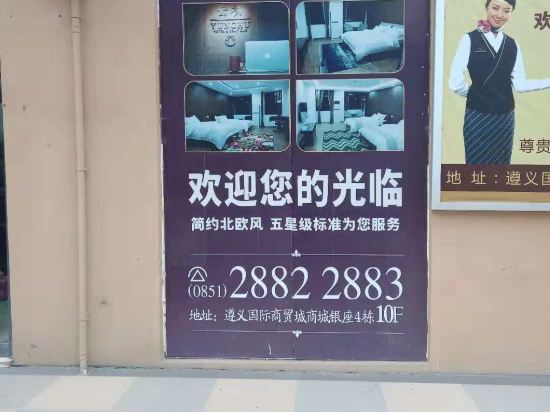 欢迎您的光临
简约北欧风 五星级标准为您服务
(0851) 2882 2883
地址：遵义国际商贸城商城银座4栋10F
欢
尊贵
地 址：遵义国